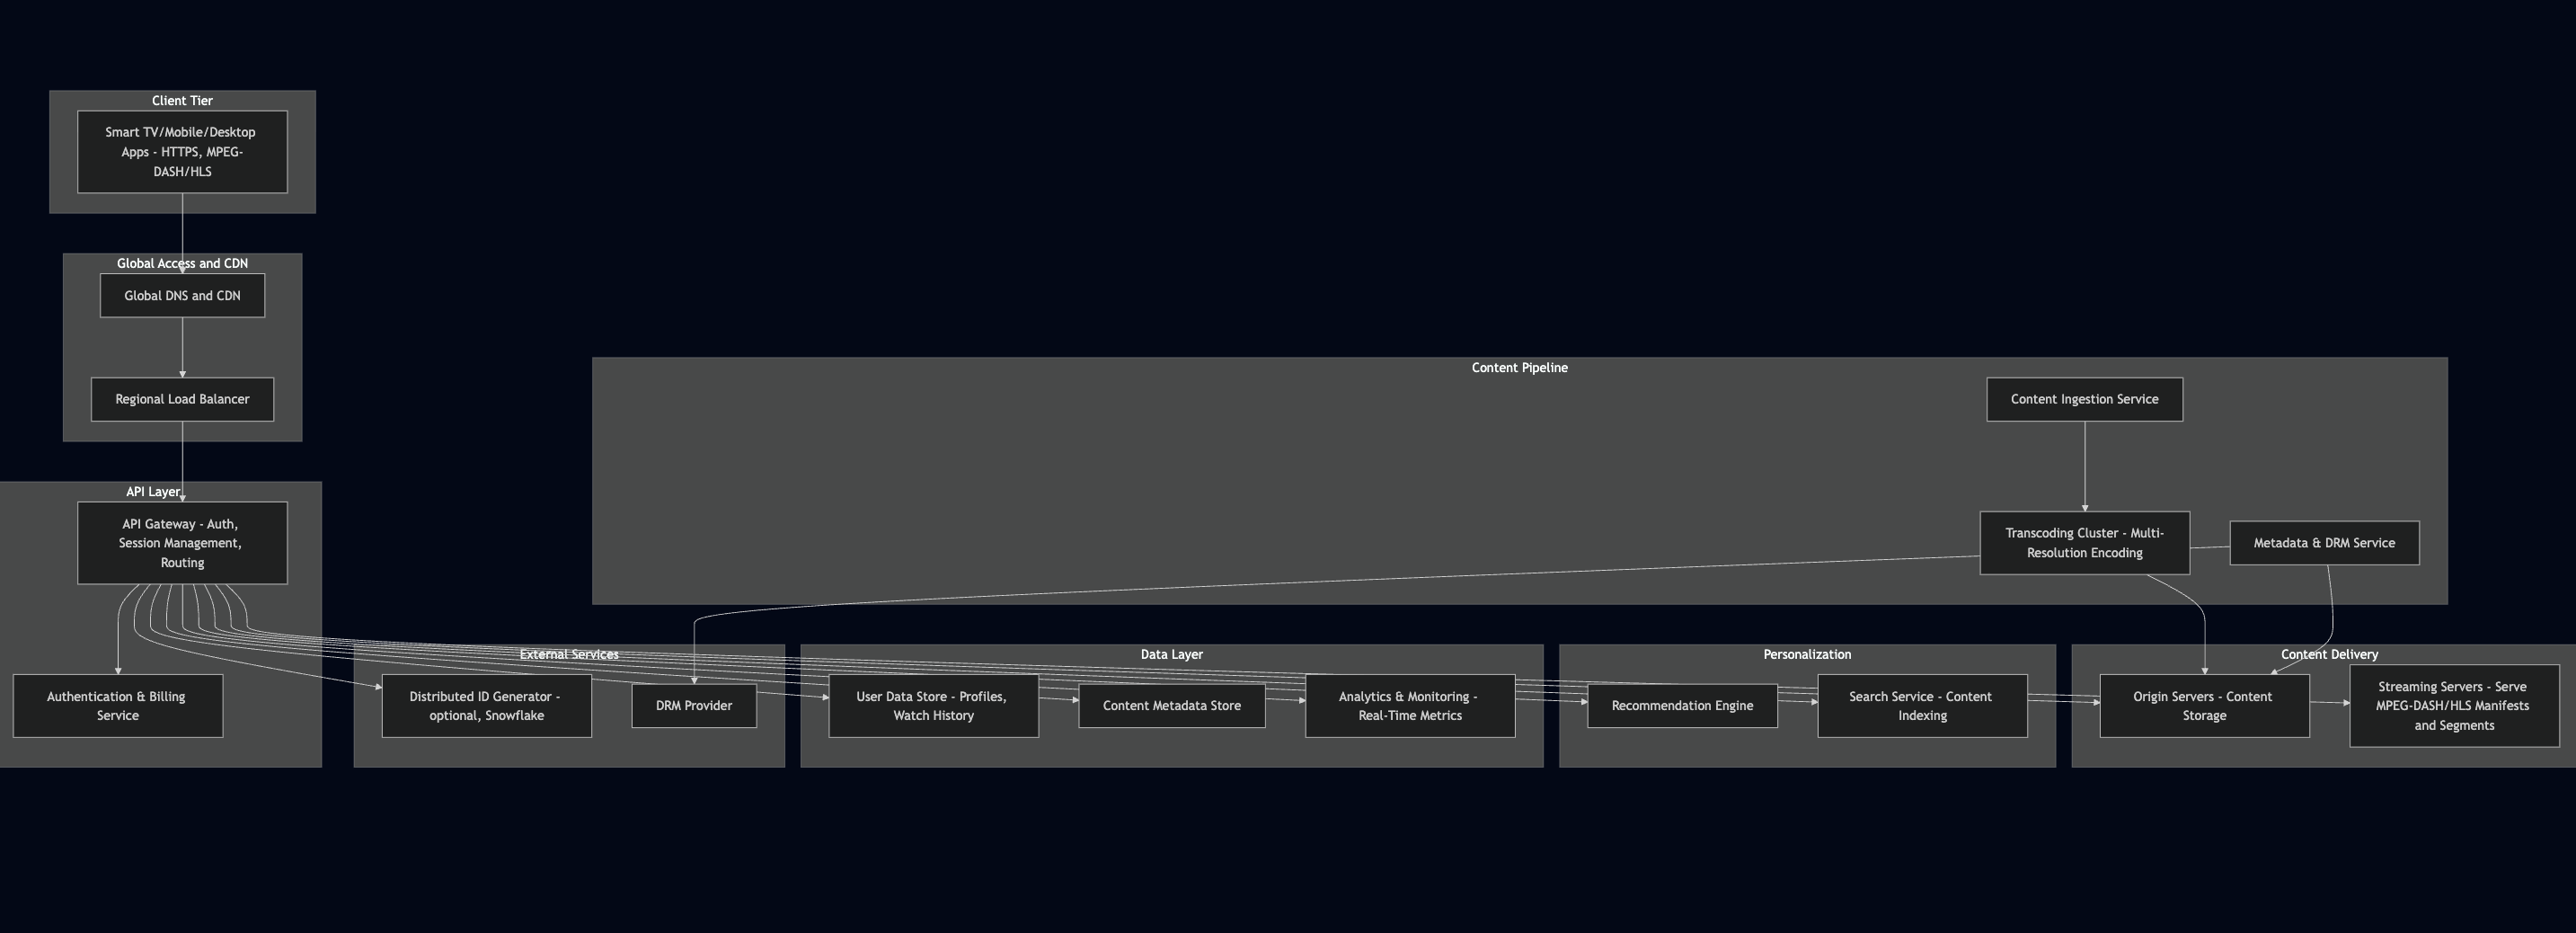 Client Tier
Smart TV/Mobile/Desktop
Apps - HTTPS, MPEG-
DASH/HLS
Global Access and CDN
Global DNS and CDN
Regional Load Balancer
Content Pipeline
Content Ingestion Service
Transcoding Cluster - Multi-
Resolution Encoding
Metadata & DRM Service
API Layer
API Gateway - Auth,
Session Management,
Routing
Authentication & Billing
Service
External Services
Distributed ID Generator -
optional, Snowflake
DRM Provider
Data Layer
User Data Store - Profiles,
Watch History
Content Metadata Store
Analytics & Monitoring -
Real-Time Metrics
Personalization
Recommendation Engine
Search Service - Content
Indexing
Content Delivery
Origin Servers - Content
Storage
Streaming Servers - Serve
MPEG-DASH/HLS Manifests
and Segments